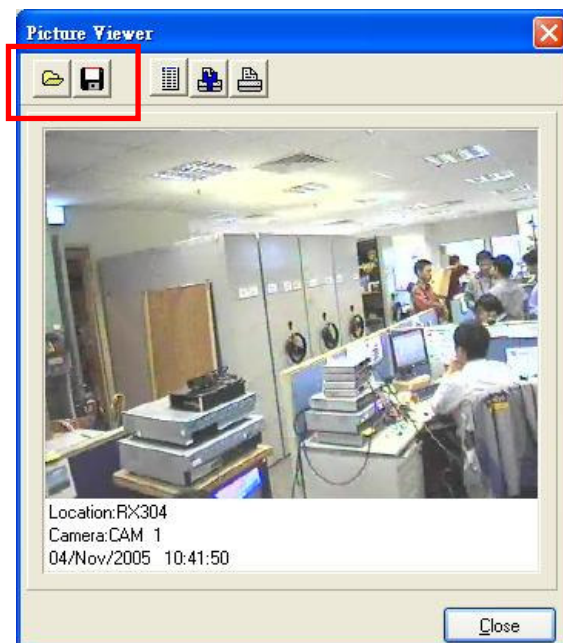 Picture Viewer
Location:RX304
Camera:CAM 1
04/Nov/2005 10:41:50
Close